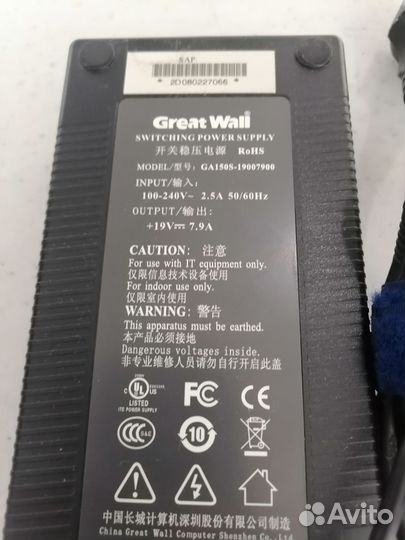 SAP
*2D080227066*
Great Wall
SWITCHING POWER SUPPLY
开关稳压电源 RoHS
MODEL/型号: GA150S-19007900
INPUT/输入:
100-240V~ 2.5A 50/60Hz
OUTPUT/输出:
+19V⎓ 7.9A
CAUTION: 注意
For use with IT equipment only.
仅限信息技术设备使用
For indoor use only.
仅限室内使用
WARNING: 警告
This apparatus must be earthed.
本产品必须接地
Dangerous voltages inside.
非专业维修人员请勿自行开启此盖
c UL US
LISTED
ITE POWER SUPPLY
FC
CE
CCC S&E
10
中国长城计算机深圳股份有限公司制造
China Great Wall Computer Shenzhen Co.,Ltd.
Avito